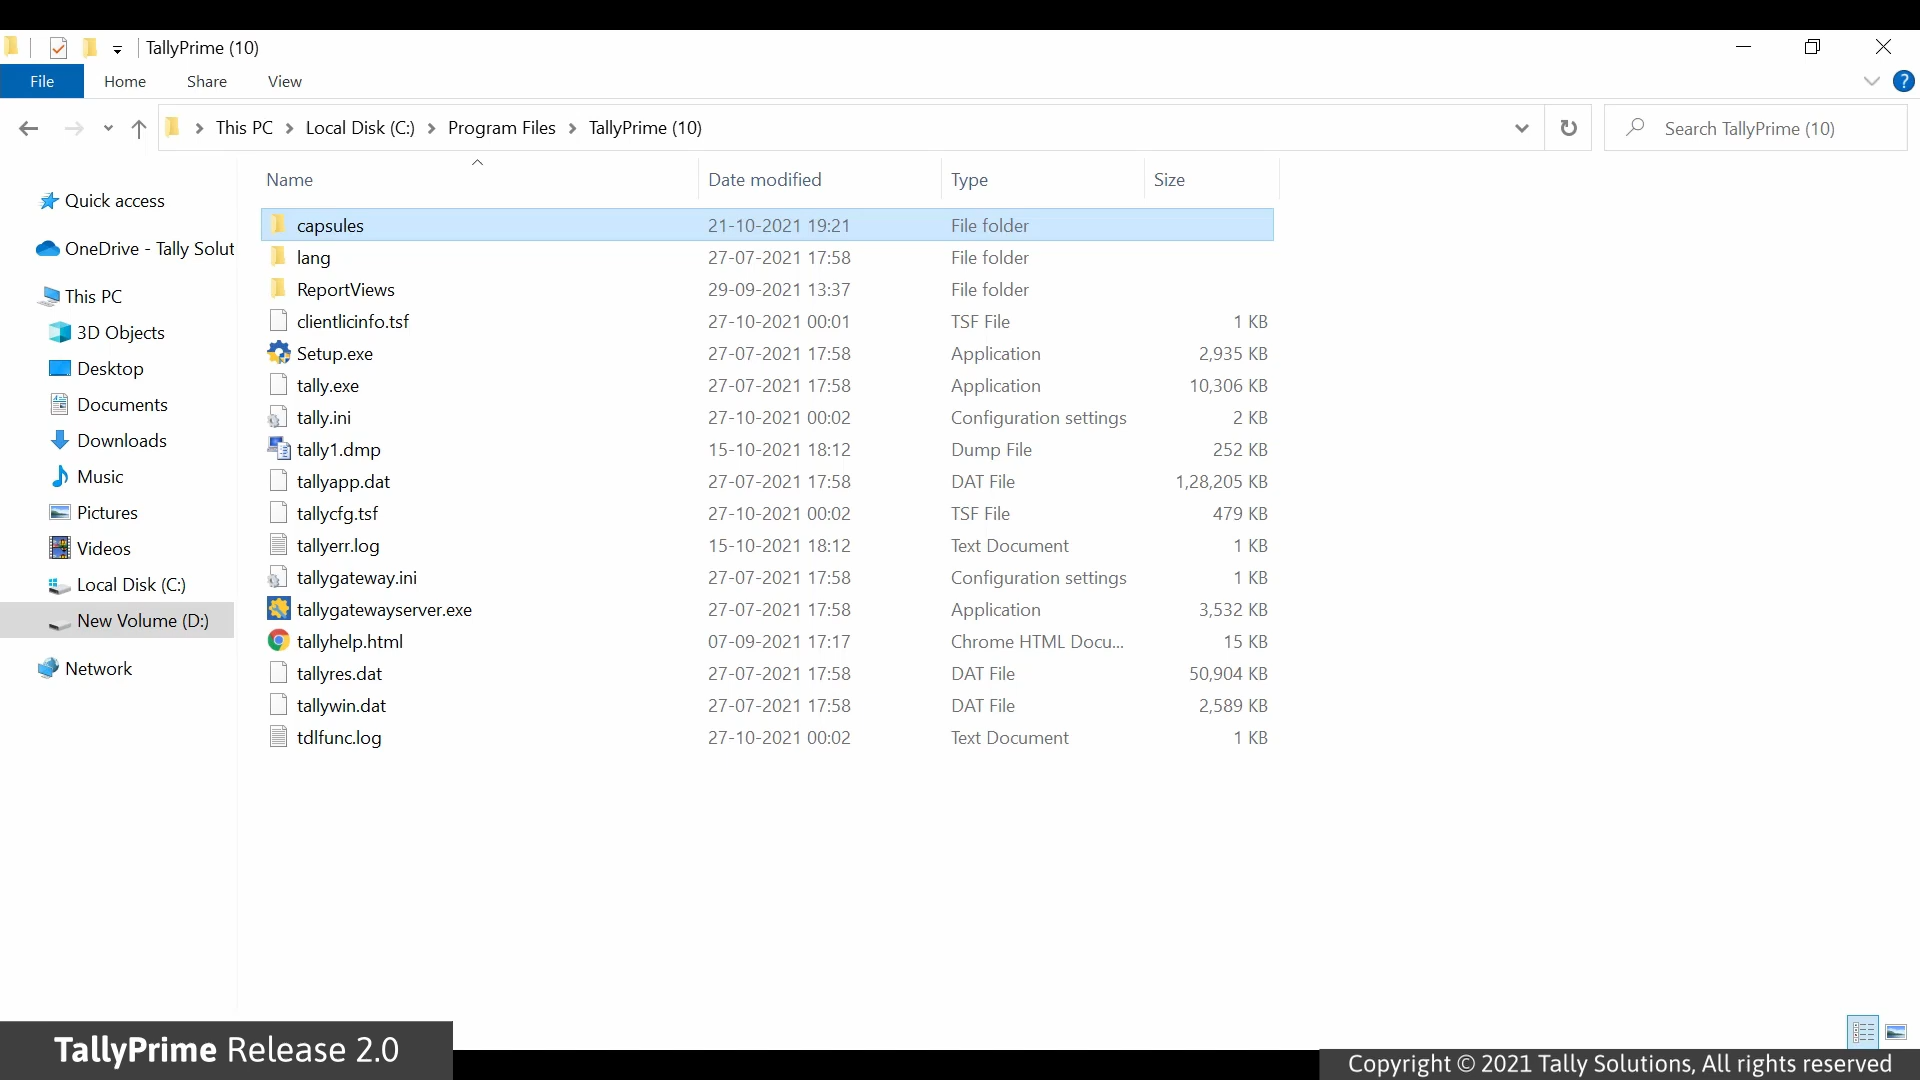 TallyPrime (10)
File Home Share View
This PC Local Disk (C:) Program Files TallyPrime (10) Search TallyPrime (10)
Name Date modified Type Size
Quick access
OneDrive - Tally Solut
This PC
3D Objects
Desktop
Documents
Downloads
Music
Pictures
Videos
Local Disk (C:)
New Volume (D:)
Network
capsules 21-10-2021 19:21 File folder
lang 27-07-2021 17:58 File folder
ReportViews 29-09-2021 13:37 File folder
clientlicinfo.tsf 27-10-2021 00:01 TSF File 1 KB
Setup.exe 27-07-2021 17:58 Application 2,935 KB
tally.exe 27-07-2021 17:58 Application 10,306 KB
tally.ini 27-10-2021 00:02 Configuration settings 2 KB
tally1.dmp 15-10-2021 18:12 Dump File 252 KB
tallyapp.dat 27-07-2021 17:58 DAT File 1,28,205 KB
tallycfg.tsf 27-10-2021 00:02 TSF File 479 KB
tallyerr.log 15-10-2021 18:12 Text Document 1 KB
tallygateway.ini 27-07-2021 17:58 Configuration settings 1 KB
tallygatewayserver.exe 27-07-2021 17:58 Application 3,532 KB
tallyhelp.html 07-09-2021 17:17 Chrome HTML Docu... 15 KB
tallyres.dat 27-07-2021 17:58 DAT File 50,904 KB
tallywin.dat 27-07-2021 17:58 DAT File 2,589 KB
tdlfunc.log 27-10-2021 00:02 Text Document 1 KB
TallyPrime Release 2.0
Copyright © 2021 Tally Solutions, All rights reserved